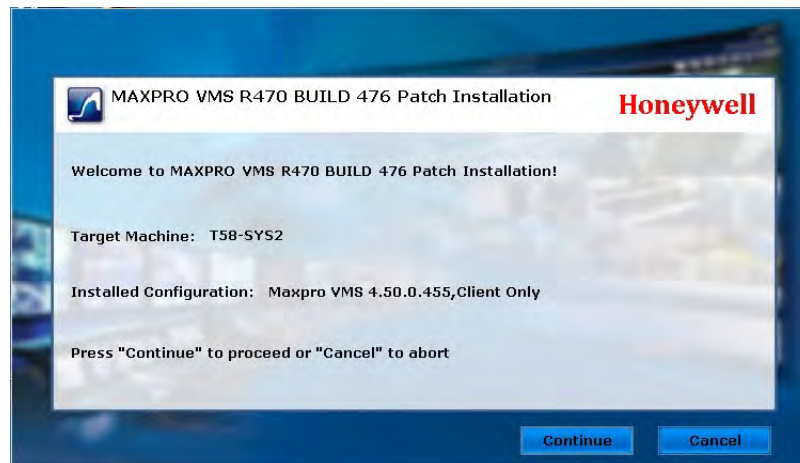 MAXPRO VMS R470 BUILD 476 Patch Installation
Honeywell
Welcome to MAXPRO VMS R470 BUILD 476 Patch Installation!
Target Machine: T58-SYS2
Installed Configuration: Maxpro VMS 4.50.0.455,Client Only
Press "Continue" to proceed or "Cancel" to abort
Continue Cancel